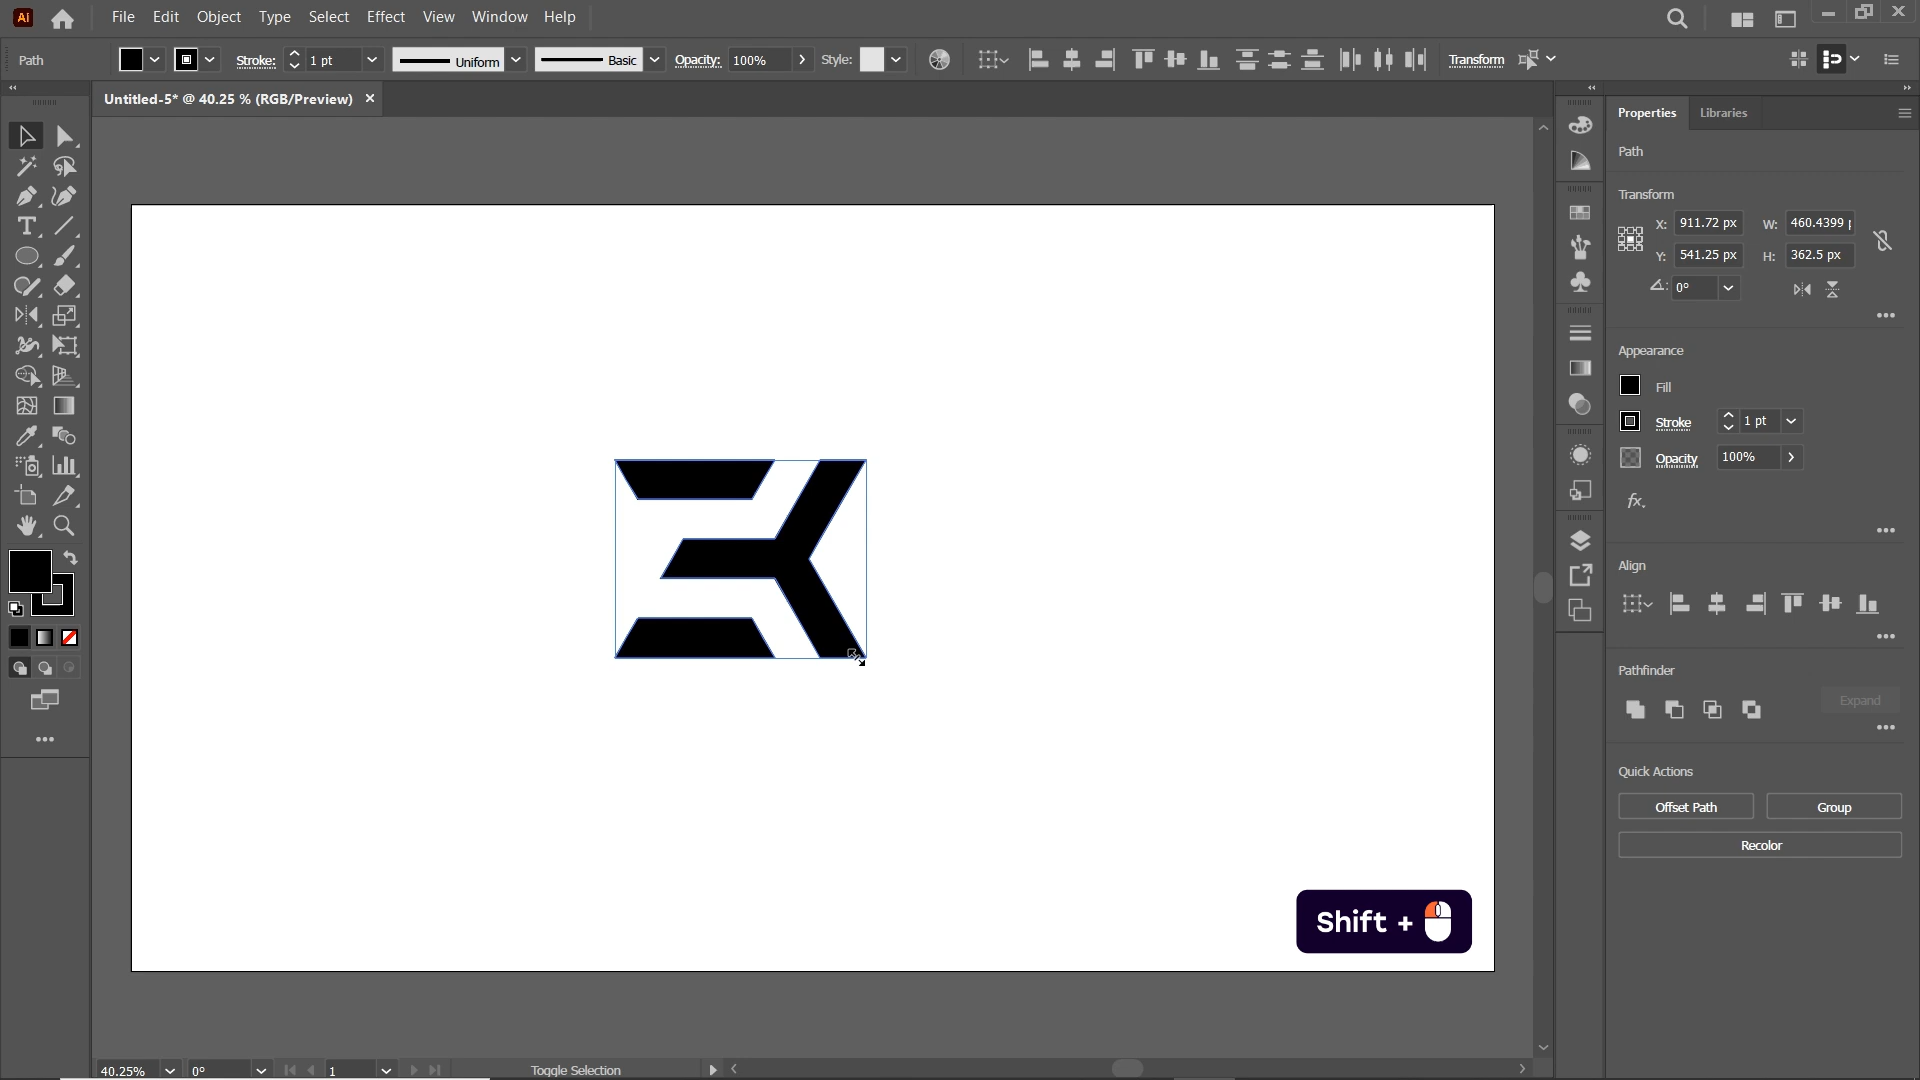 Ai File Edit Object Type Select Effect View Window Help
Path Stroke: 1 pt Uniform Basic Opacity: 100% Style: Transform
Untitled-5* @ 40.25 % (RGB/Preview)
Properties Libraries
Path
Transform
X: 911.72 px W: 460.4399
Y: 541.25 px H: 362.5 px
0°
Appearance
Fill
Stroke 1 pt
Opacity 100%
fx
Align
Pathfinder
Expand
Quick Actions
Offset Path Group
Recolor
Shift +
40.25% 0° 1 Toggle Selection